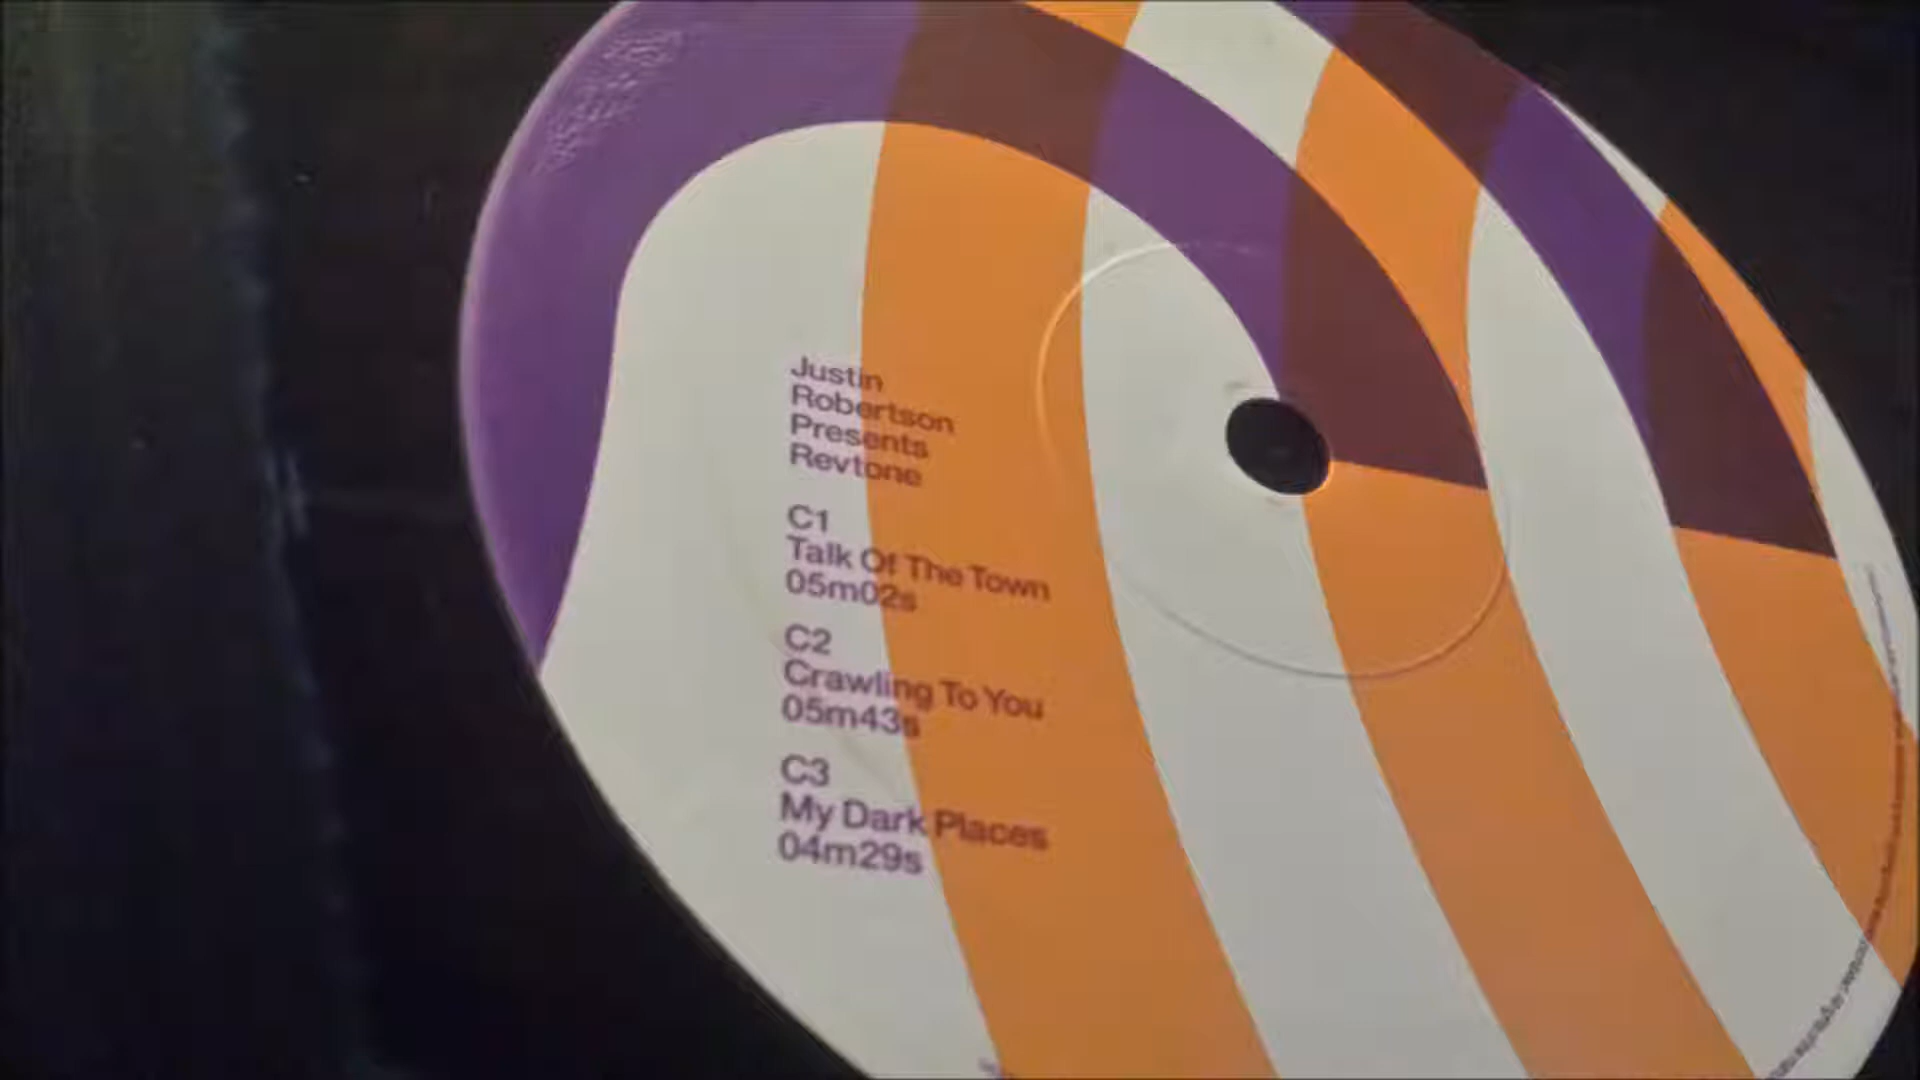 Justin
Robertson
Presents
Revtone
C1
Talk Of The Town
05m02s
C2
Crawling To You
05m43s
C3
My Dark Places
04m29s